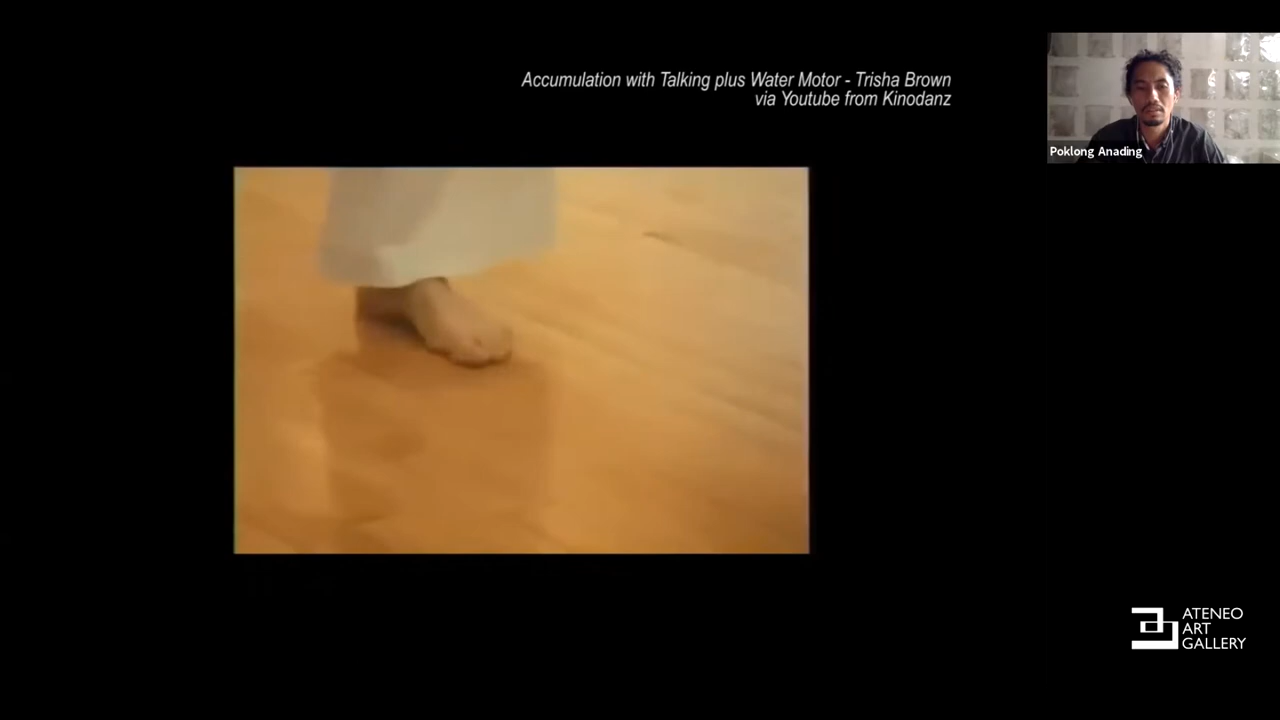 Accumulation with Talking plus Water Motor - Trisha Brown
via Youtube from Kinodanz
Poklong Anading
ATENEO
ART
GALLERY